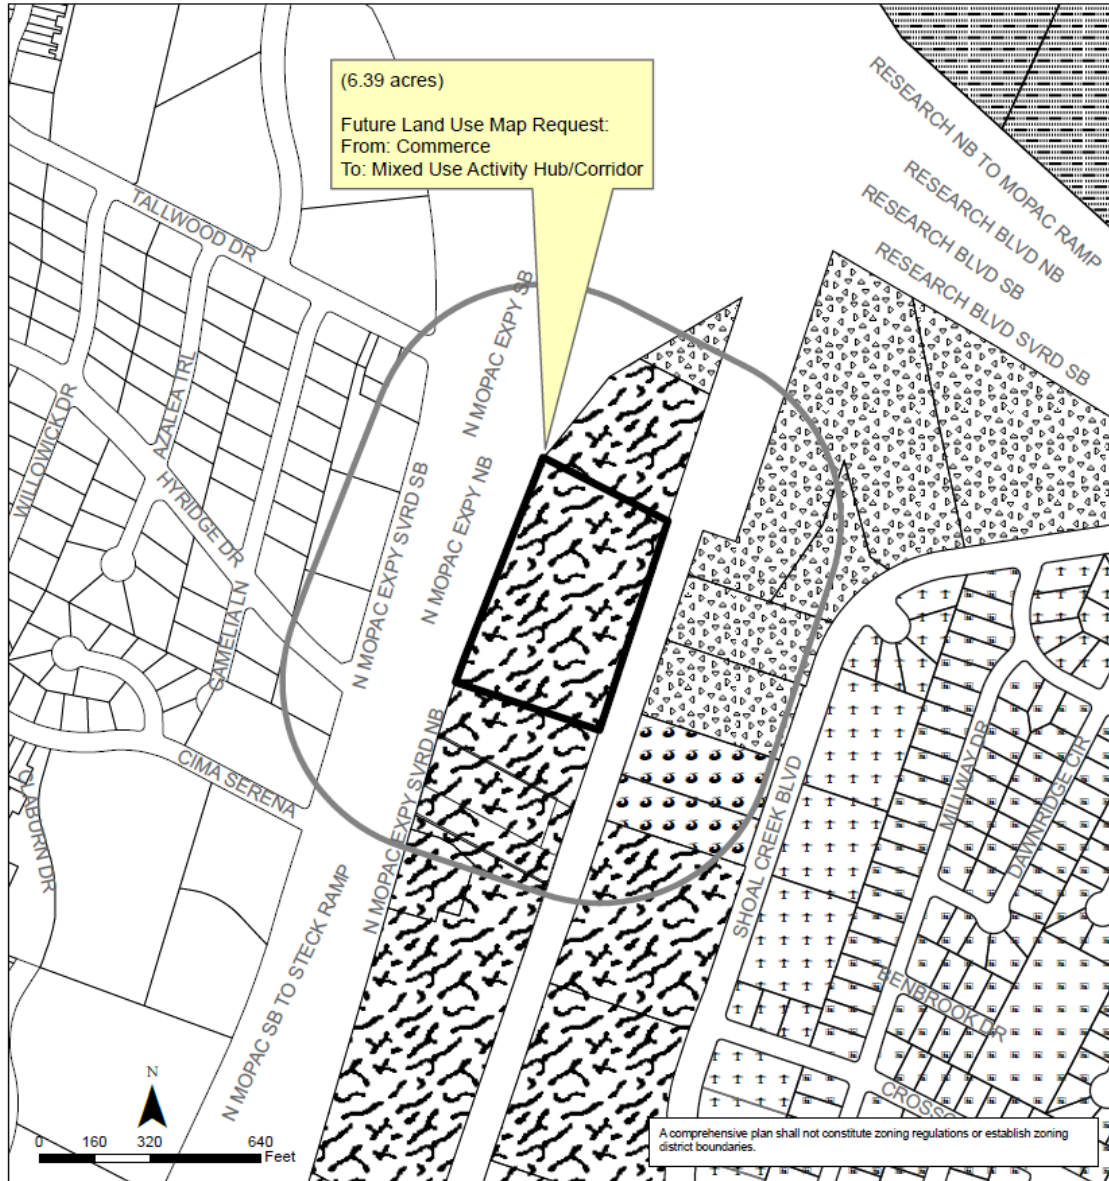 (6.39 acres)
Future Land Use Map Request:
From: Commerce
To: Mixed Use Activity Hub/Corridor
RESEARCH NB TO MOPAC RAMP
RESEARCH BLVD NB
RESEARCH BLVD SB
RESEARCH BLVD SVRD SB
TALLWOOD DR
N MOPAC EXPY SB
AZALEA TRL
WILLOWICK DR
HYRIDGE DR
N MOPAC EXPY NB
N MOPAC EXPY SVRD SB
CAMELIA LN
CIMA SERENA
CLABURN DR
N MOPAC EXPY SVRD NB
N MOPAC SB TO STECK RAMP
SHOAL CREEK BLVD
MILLWAY DR
DAWNRIDGE CIR
BENBROOK DR
CROSSC
N
0 160 320 640
Feet
A comprehensive plan shall not constitute zoning regulations or establish zoning
district boundaries.